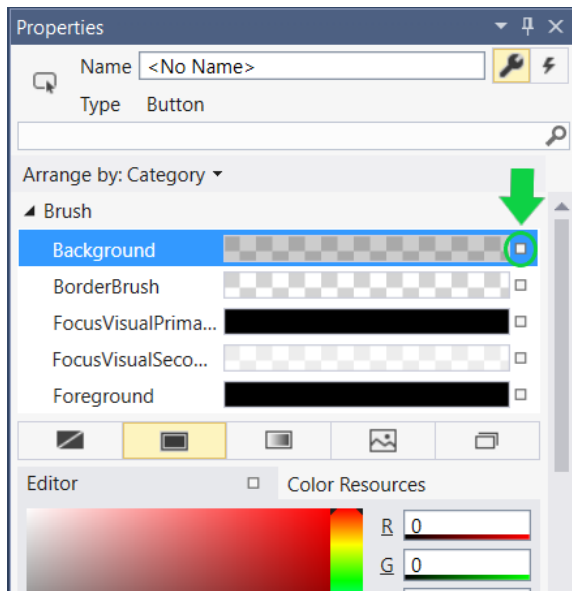 Properties
Name <No Name>
Type Button
Arrange by: Category
Brush
Background
BorderBrush
FocusVisualPrima...
FocusVisualSeco...
Foreground
Editor Color Resources
R 0
G 0